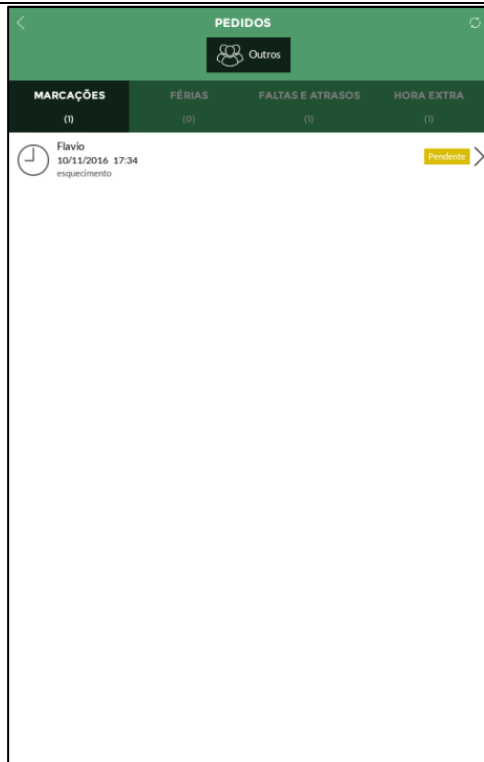 PEDIDOS
Outros
MARCAÇÕES FÉRIAS FALTAS E ATRASOS HORA EXTRA
(1) (0) (1) (1)
Flavio
10/11/2016 17:34
esquecimento
Pendente